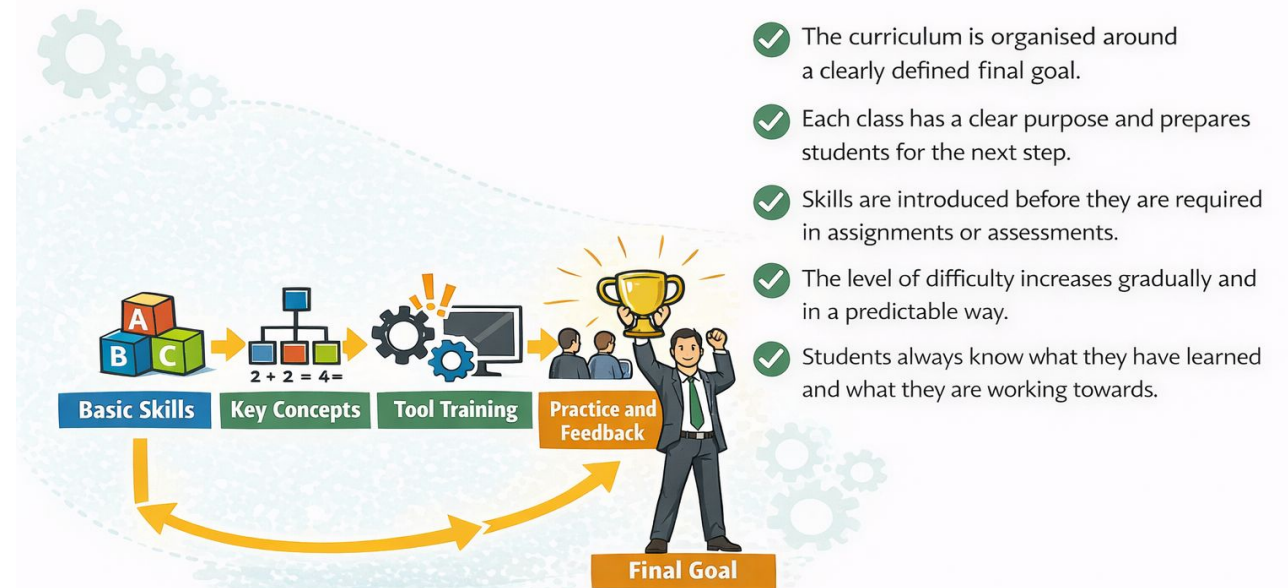 The curriculum is organised around
a clearly defined final goal.
Each class has a clear purpose and prepares
students for the next step.
Skills are introduced before they are required
in assignments or assessments.
The level of difficulty increases gradually and
in a predictable way.
Students always know what they have learned
and what they are working towards.
A
B C
2 + 2 = 4=
Basic Skills
Key Concepts
Tool Training
Practice and
Feedback
Final Goal